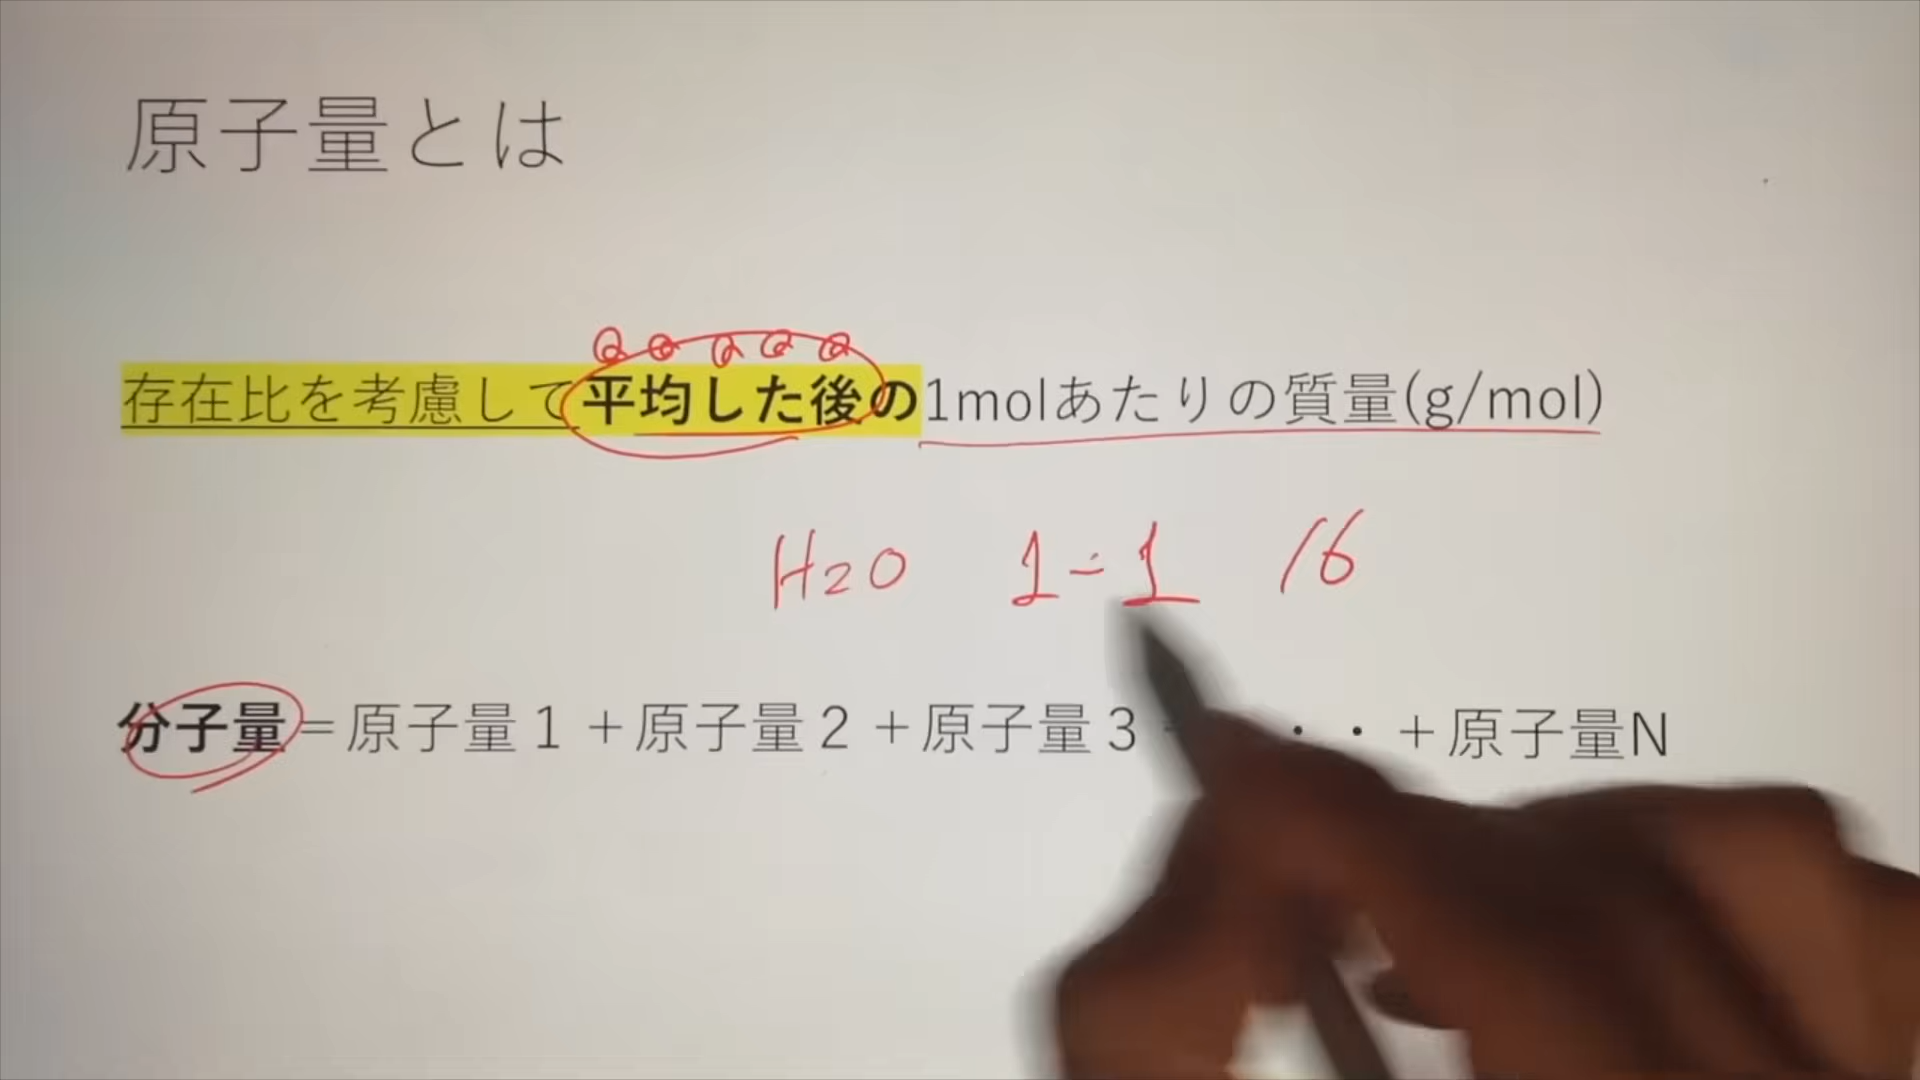 原子量とは
存在比を考慮して平均した後の1molあたりの質量(g/mol)
H2O 1 = 1 16
分子量=原子量1+原子量2+原子量3 ・・+原子量N